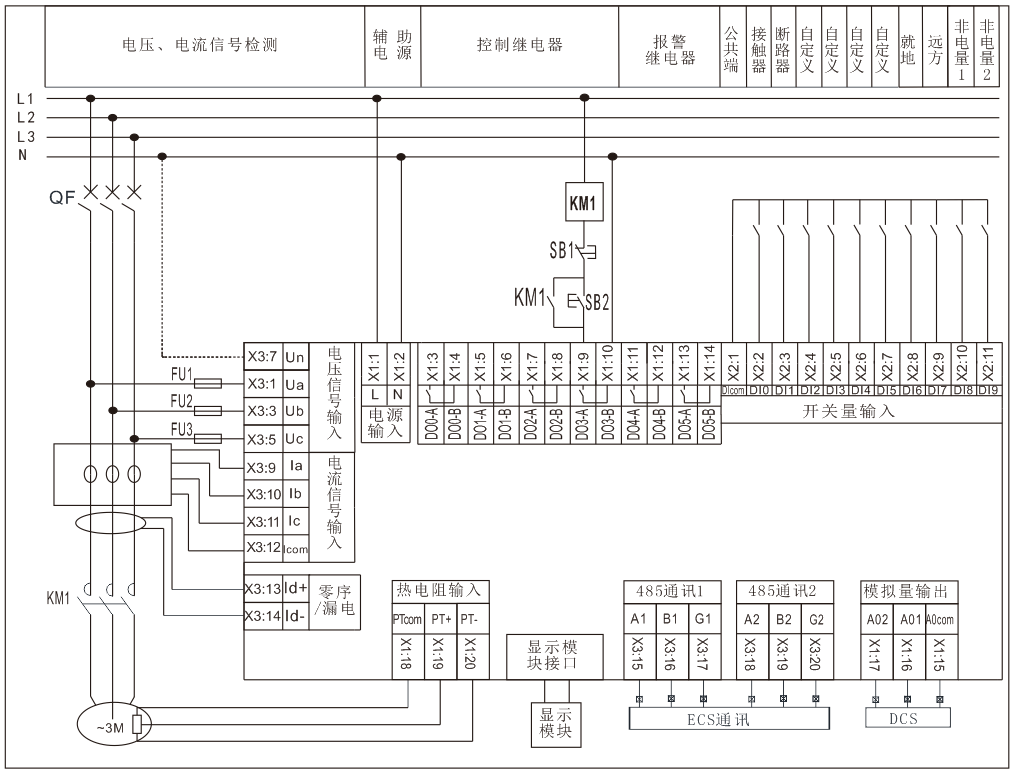 电压、电流信号检测
辅助
电源
控制继电器
报警
继电器
公共端
接触器
断路器
自定义
自定义
自定义
自定义
就地
远方
非电量1
非电量2
L1
L2
L3
N
QF
KM1
SB1
KM1
SB2
FU1
FU2
FU3
X3:7 Un
X3:1 Ua
X3:3 Ub
X3:5 Uc
电压信号输入
X3:9 Ia
X3:10 Ib
X3:11 Ic
X3:12 Icom
电流信号输入
X3:13 Id+
X3:14 Id-
零序
/漏电
X1:1 X1:2
L N
电源
输入
X1:3 X1:4 X1:5 X1:6 X1:7 X1:8 X1:9 X1:10 X1:11 X1:12 X1:13 X1:14
DO0-A DO0-B DO1-A DO1-B DO2-A DO2-B DO3-A DO3-B DO4-A DO4-B DO5-A DO5-B
X2:1 X2:2 X2:3 X2:4 X2:5 X2:6 X2:7 X2:8 X2:9 X2:10 X2:11
DIcom DI0 DI1 DI2 DI3 DI4 DI5 DI6 DI7 DI8 DI9
开关量输入
KM1
~3M
热电阻输入
PTcom PT+ PT-
X1:18 X1:19 X1:20
显示模
块接口
显示
模块
485通讯1
A1 B1 G1
X3:15 X3:16 X3:17
485通讯2
A2 B2 G2
X3:18 X3:19 X3:20
ECS通讯
模拟量输出
A02 A01 A0com
X1:17 X1:16 X1:15
DCS